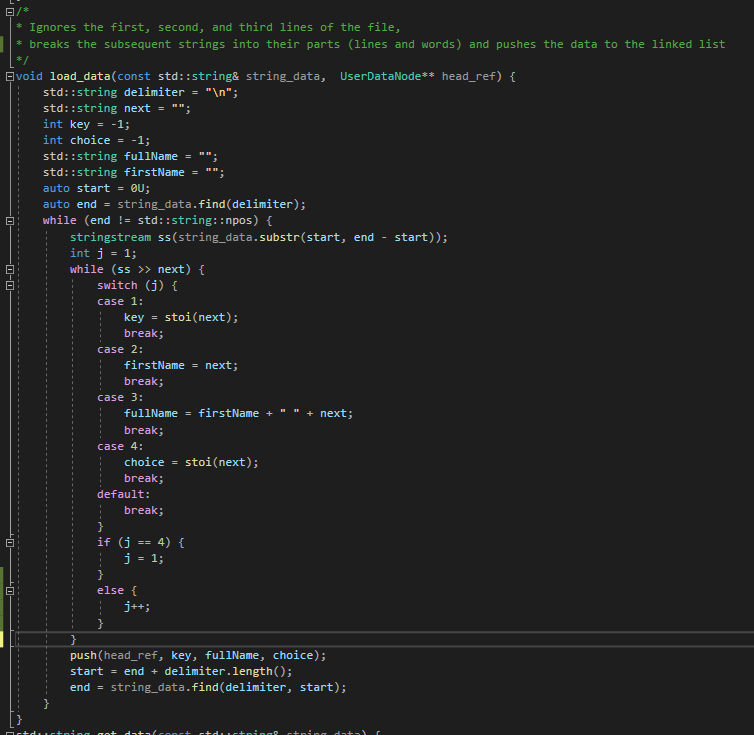 /*
* Ignores the first, second, and third lines of the file,
* breaks the subsequent strings into their parts (lines and words) and pushes the data to the linked list
*/
void load_data(const std::string& string_data,  UserDataNode** head_ref) {
    std::string delimiter = "\n";
    std::string next = "";
    int key = -1;
    int choice = -1;
    std::string fullName = "";
    std::string firstName = "";
    auto start = 0U;
    auto end = string_data.find(delimiter);
    while (end != std::string::npos) {
        stringstream ss(string_data.substr(start, end - start));
        int j = 1;
        while (ss >> next) {
            switch (j) {
            case 1:
                key = stoi(next);
                break;
            case 2:
                firstName = next;
                break;
            case 3:
                fullName = firstName + " " + next;
                break;
            case 4:
                choice = stoi(next);
                break;
            default:
                break;
            }
            if (j == 4) {
                j = 1;
            }
            else {
                j++;
            }
        }
        push(head_ref, key, fullName, choice);
        start = end + delimiter.length();
        end = string_data.find(delimiter, start);
    }
}
std::string get_data(const std::string& string_data) {